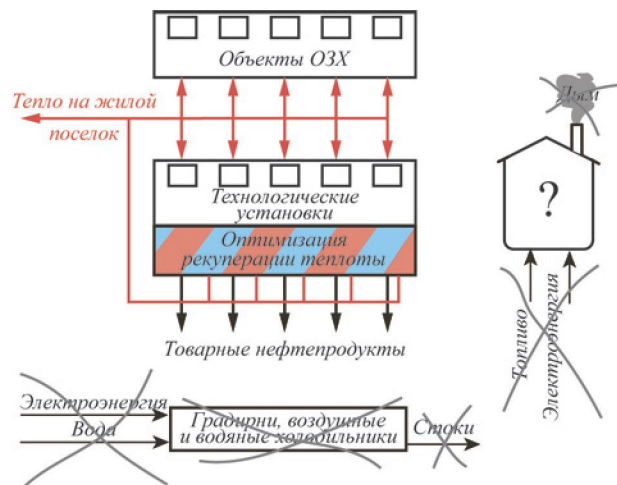 Объекты ОЗХ
Дым
Тепло на жилой
поселок
Технологические
установки
Оптимизация
рекуперации теплоты
?
Топливо
Электроэнергия
Товарные нефтепродукты
Электроэнергия
Вода
Градирни, воздушные
и водяные холодильники
Стоки